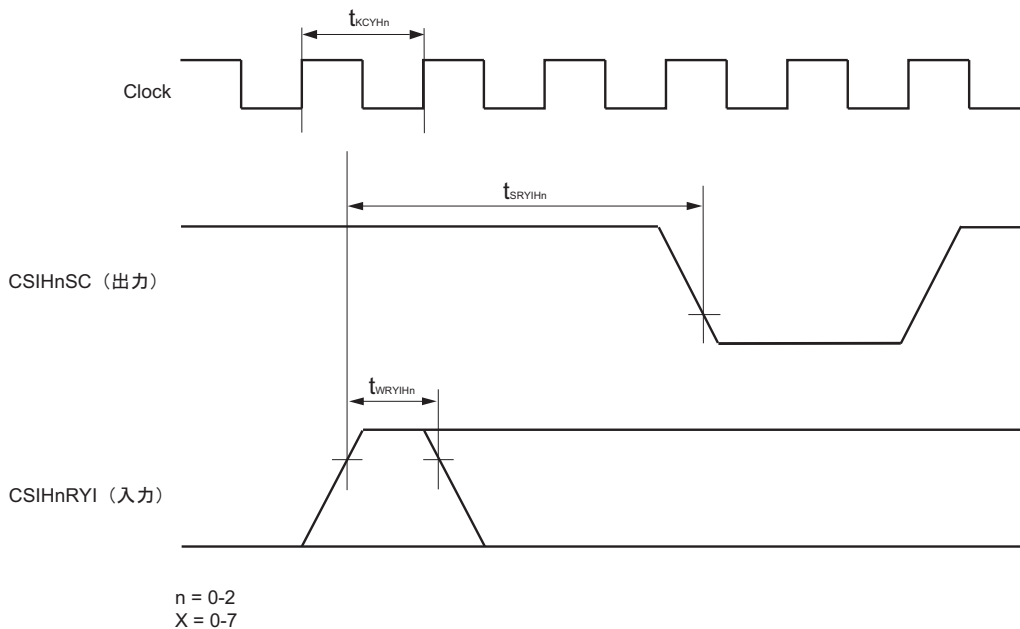 tKCYHn
Clock
tSRYIHn
CSIHnSC（出力）
tWRYIHn
CSIHnRYI（入力）
n = 0-2
X = 0-7